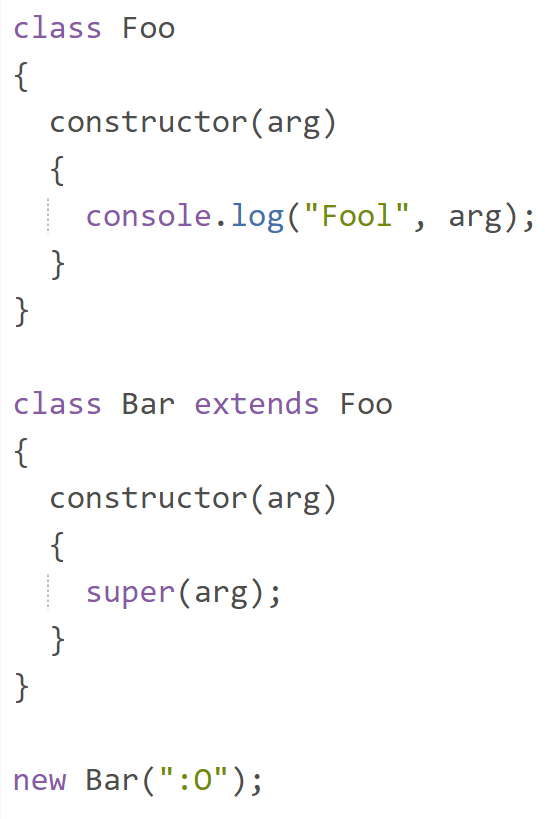 class Foo
{
  constructor(arg)
  {
    console.log("Fool", arg);
  }
}

class Bar extends Foo
{
  constructor(arg)
  {
    super(arg);
  }
}

new Bar(":O");